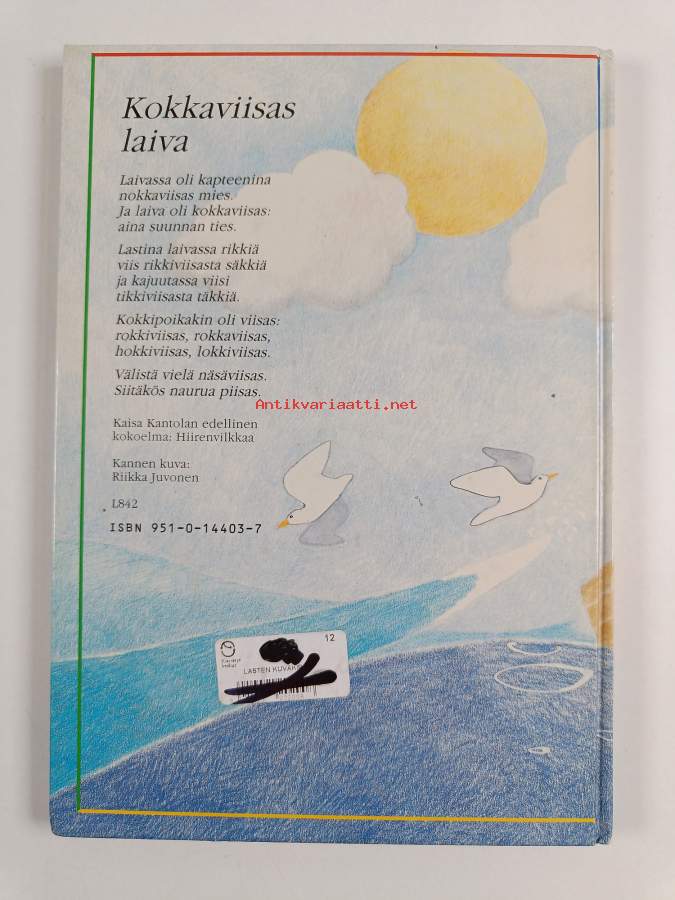 Kokkaviisas
laiva
Laivassa oli kapteenina
nokkaviisas mies.
Ja laiva oli kokkaviisas:
aina suunnan ties.
Lastina laivassa rikkiä
viis rikkiviisasta säkkiä
ja kajuutassa viisi
tikkiviisasta täkkiä.
Kokkipoikakin oli viisas:
rokkiviisas, rokkaviisas,
hokkiviisas, lokkiviisas.
Välistä vielä näsäviisas.
Siitäkös naurua piisas.
Antikvariaatti.net
Kaisa Kantolan edellinen
kokoelma: Hiirenvilkkaa
Kannen kuva:
Riikka Juvonen
L842
ISBN 951-0-14403-7
12
LASTEN